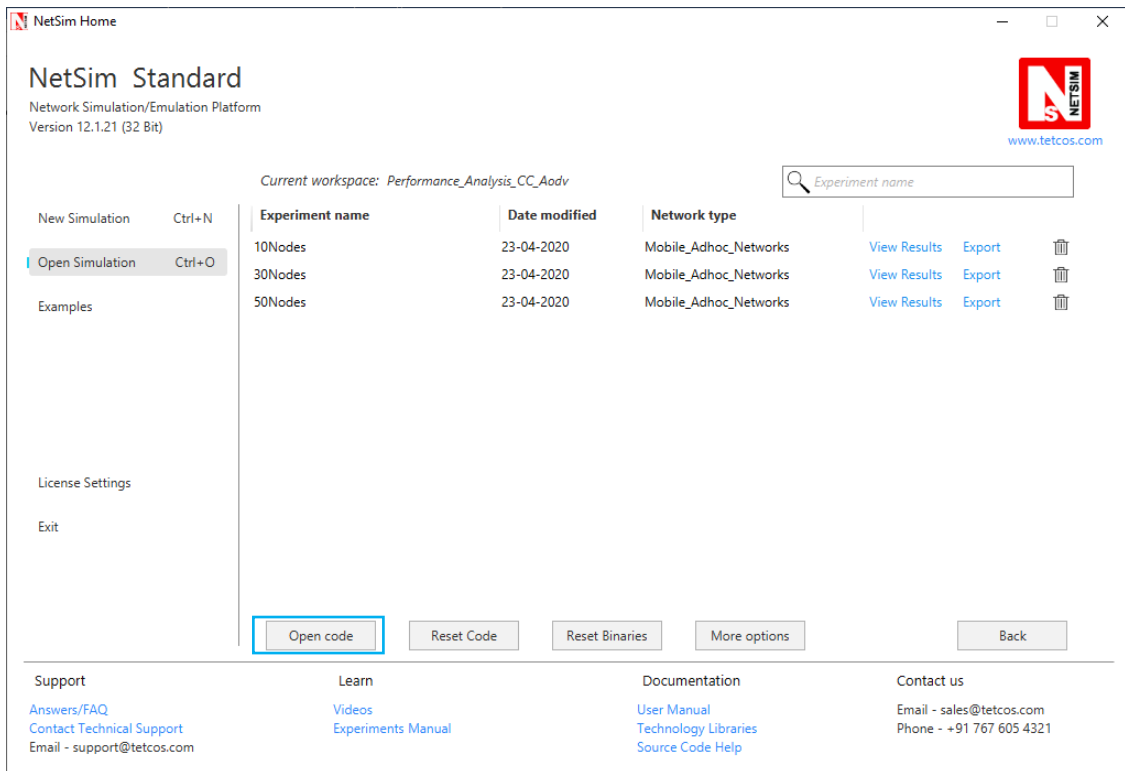 NetSim Home
NetSim Standard
Network Simulation/Emulation Platform
Version 12.1.21 (32 Bit)
N
S
NETSIM
www.tetcos.com
Current workspace: Performance_Analysis_CC_Aodv
Experiment name
New Simulation Ctrl+N
Open Simulation Ctrl+O
Examples
License Settings
Exit
Experiment name Date modified Network type
10Nodes 23-04-2020 Mobile_Adhoc_Networks View Results Export
30Nodes 23-04-2020 Mobile_Adhoc_Networks View Results Export
50Nodes 23-04-2020 Mobile_Adhoc_Networks View Results Export
Open code Reset Code Reset Binaries More options Back
Support
Answers/FAQ
Contact Technical Support
Email - support@tetcos.com
Learn
Videos
Experiments Manual
Documentation
User Manual
Technology Libraries
Source Code Help
Contact us
Email - sales@tetcos.com
Phone - +91 767 605 4321